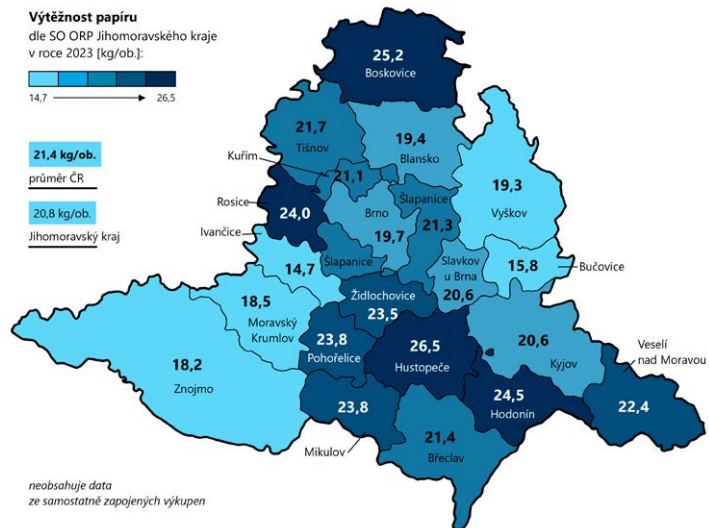 Výtěžnost papíru
dle SO ORP Jihomoravského kraje
v roce 2023 [kg/ob.]:
14,7
26,5
21,4 kg/ob.
průměr ČR
20,8 kg/ob.
Jihomoravský kraj
25,2
Boskovice
21,7
Tišnov
19,4
Blansko
Kuřim
21,1
19,3
Vyškov
Rosice
24,0
Brno
19,7
Šlapanice
21,3
Ivančice
14,7
Šlapanice
Slavkov
u Brna
20,6
15,8
Bučovice
18,5
Moravský
Krumlov
Židlochovice
23,5
23,8
Pohořelice
26,5
Hustopeče
20,6
Kyjov
Veselí
nad Moravou
22,4
18,2
Znojmo
23,8
Mikulov
24,5
Hodonín
21,4
Břeclav
neobsahuje data
ze samostatně zapojených výkupen